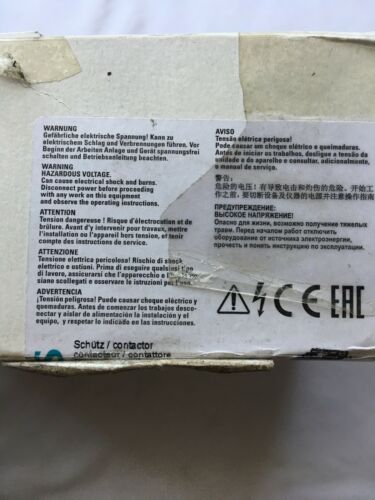 WARNUNG
Gefährliche elektrische Spannung! Kann zu
elektrischem Schlag und Verbrennungen führen. Vor
Beginn der Arbeiten Anlage und Gerät spannungsfrei
schalten und Betriebsanleitung beachten.
WARNING
HAZARDOUS VOLTAGE.
Can cause electrical shock and burns.
Disconnect power before proceeding
with any work on this equipment
and observe the operating instructions.
ATTENTION
Tension dangereuse ! Risque d'électrocution et de
brûlure. Avant d'y intervenir pour travaux, mettre
l'installation ou l'appareil bors tension, et tenir
compte des instructions de service.
ATTENZIONE
Tensione elettrica pericolosa! Rischio di shock
elettrico e ustioni. Prima di eseguire qualsiasi tipo
di lavoro, assicurarsi che l'apparecchio e l'
siano scollegati e osservare le istruzioni per l'uso.
ADVERTENCIA
¡Tensión peligrosa! Puede causar choque eléctrico y
quemaduras. Antes de comenzar los trabajos desco-
nectar y aislar do alimentación la instalación y el
equipo, y respetar lo indicado en las instrucciones.
AVISO
Tensão elétrica perigosa!
Pode causar um choque elétrico e queimaduras.
Antes de iniciar os trabalhos, desligue a tensão da
unidade e do aparelho e consultar, adicionalmente,
o manual de instruções.
警告:
危险的电压!有导致电击和灼伤的危险。开始工
作之前,要切断设备及仪器的电源并注意操作
ПРЕДУПРЕЖДЕНИЕ:
ВЫСОКОЕ НАПРЯЖЕНИЕ!
Опасно для жизни, возможно получение тяжелых
травм. Перед началом работ отключить
оборудование от источника электроэнергии,
прочесть и понять инструкцию по эксплуатации.
CE EAC
Schütz / contactor
contacteur / contattore